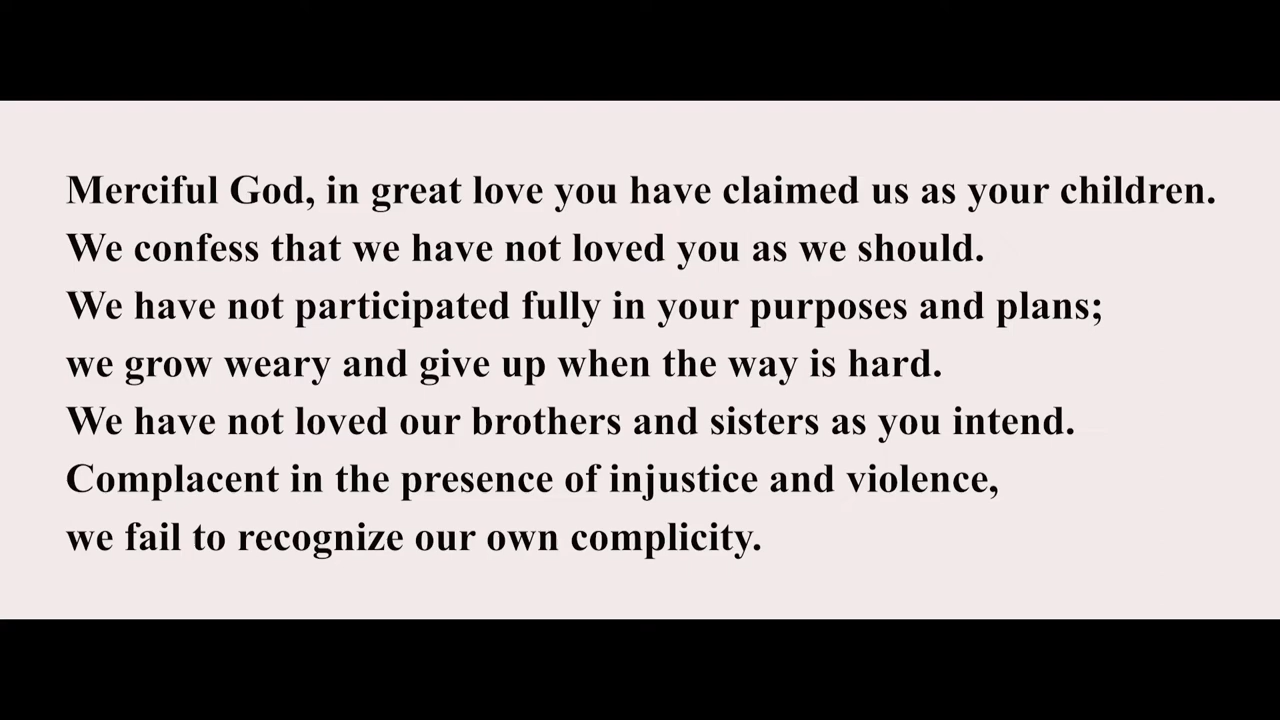 Merciful God, in great love you have claimed us as your children.
We confess that we have not loved you as we should.
We have not participated fully in your purposes and plans;
we grow weary and give up when the way is hard.
We have not loved our brothers and sisters as you intend.
Complacent in the presence of injustice and violence,
we fail to recognize our own complicity.